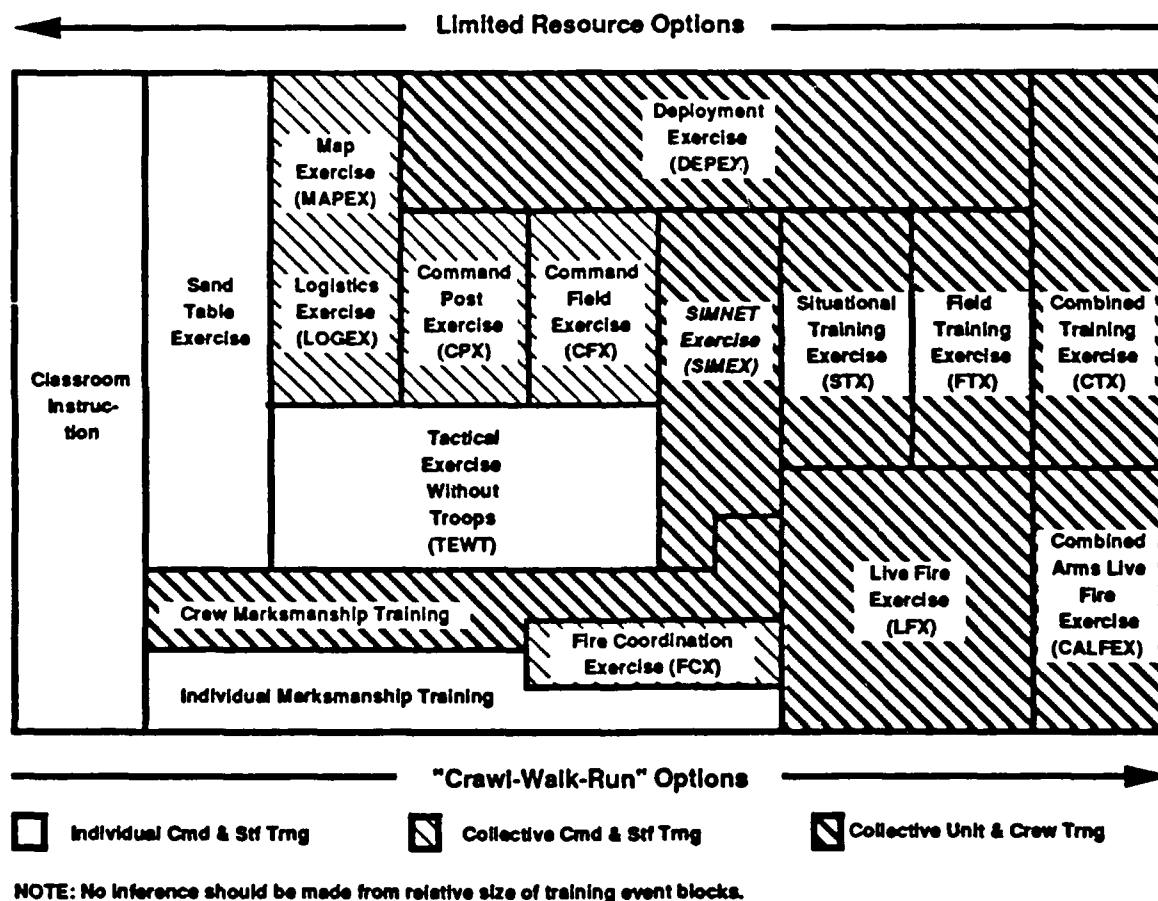 Limited Resource Options
Deployment
Exercise
(DEPEX)
Map
Exercise
(MAPEX)
Sand
Table
Exercise
Logistics
Exercise
(LOGEX)
Command
Post
Exercise
(CPX)
Command
Field
Exercise
(CFX)
SIMNET
Exercise
(SIMEX)
Situational
Training
Exercise
(STX)
Field
Training
Exercise
(FTX)
Combined
Training
Exercise
(CTX)
Classroom
Instruc-
tion
Tactical
Exercise
Without
Troops
(TEWT)
Live Fire
Exercise
(LFX)
Combined
Arms Live
Fire
Exercise
(CALFEX)
Crew Marksmanship Training
Fire Coordination
Exercise (FCX)
Individual Marksmanship Training
"Crawl-Walk-Run" Options
Individual Cmd & Stf Trng
Collective Cmd & Stf Trng
Collective Unit & Crew Trng
NOTE: No inference should be made from relative size of training event blocks.